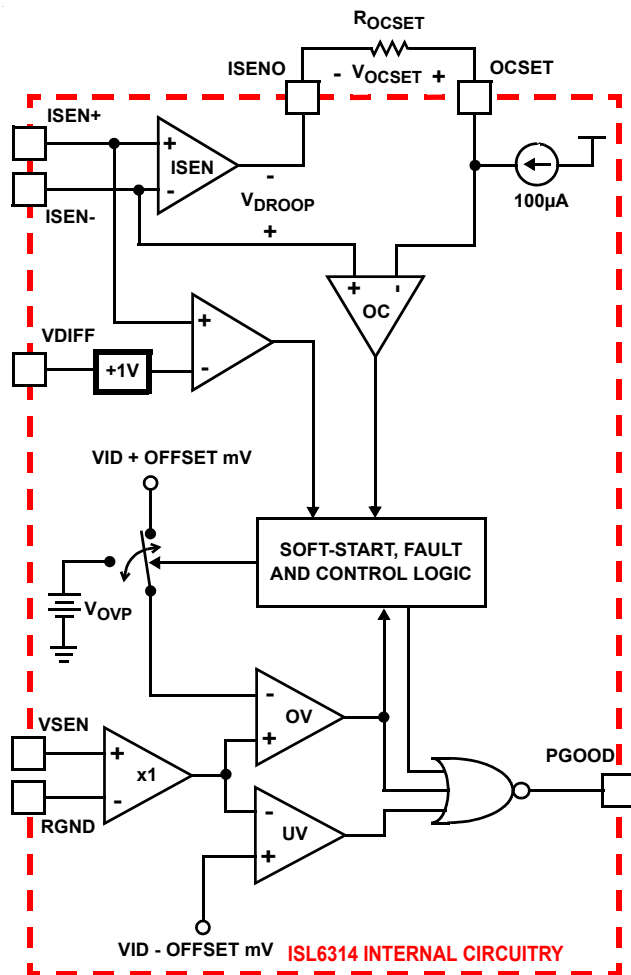 ROCSET
ISENO
- VOCSET +
OCSET
ISEN+
+
ISEN
-
-
VDROOP
+
ISEN-
100µA
+ -
OC
VDIFF
+1V
+
-
VID + OFFSET mV
SOFT-START, FAULT
AND CONTROL LOGIC
VOVP
-
OV
+
VSEN
+
x1
-
RGND
-
UV
+
PGOOD
VID - OFFSET mV
ISL6314 INTERNAL CIRCUITRY